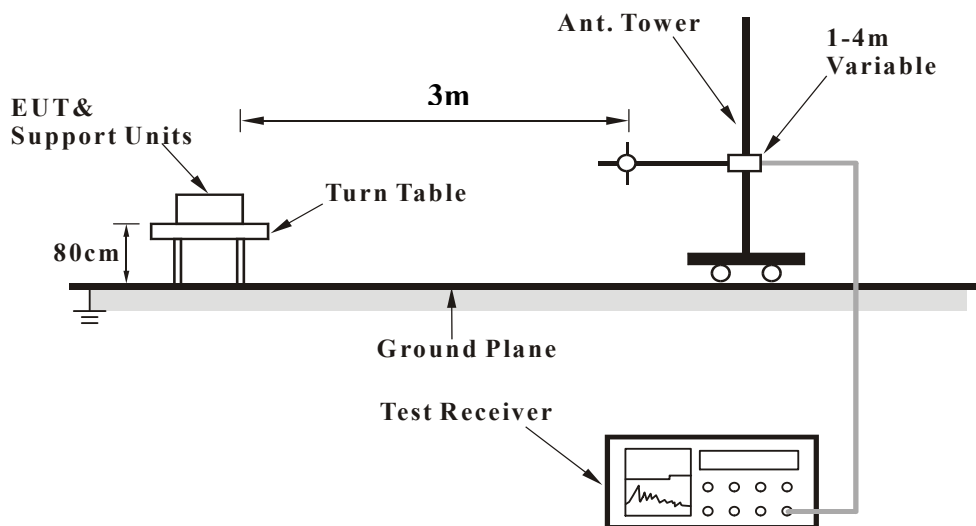 Ant. Tower
1-4m
Variable
3m
EUT&
Support Units
Turn Table
80cm
Ground Plane
Test Receiver